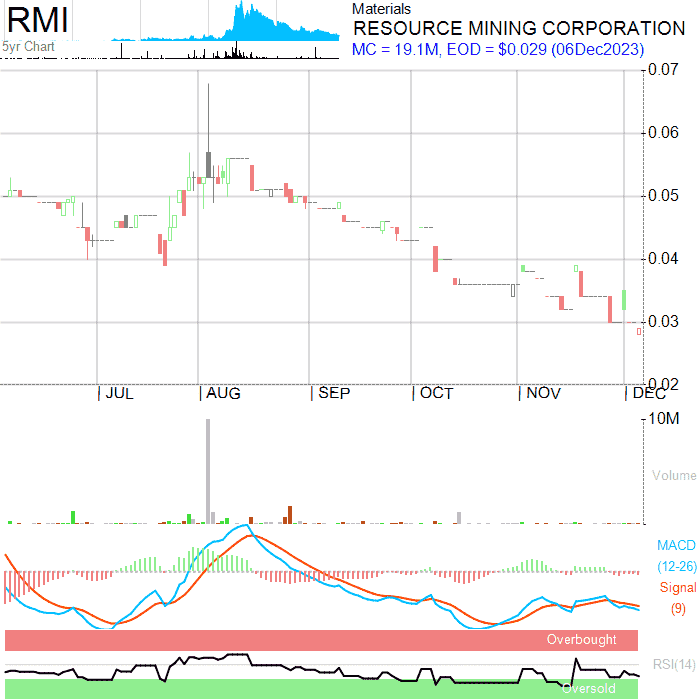 RMI
5yr Chart
Materials
RESOURCE MINING CORPORATION
MC = 19.1M, EOD = $0.029 (06Dec2023)
0.07
0.06
0.05
0.04
0.03
0.02
JUL AUG SEP OCT NOV DEC
10M
Volume
MACD
(12-26)
Signal
(9)
Overbought
RSI(14)
Oversold